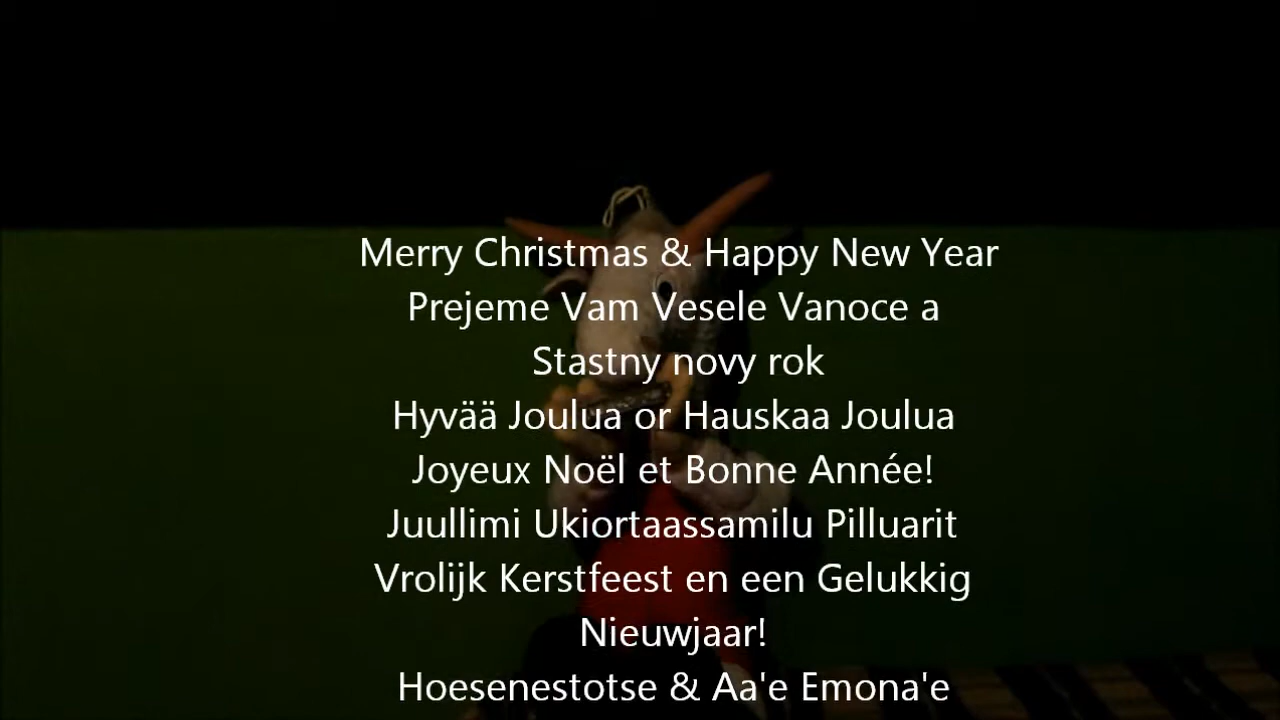 Merry Christmas & Happy New Year
Prejeme Vam Vesele Vanoce a
Stastny novy rok
Hyvää Joulua or Hauskaa Joulua
Joyeux Noël et Bonne Année!
Juullimi Ukiortaassamilu Pilluarit
Vrolijk Kerstfeest en een Gelukkig
Nieuwjaar!
Hoesenestotse & Aa'e Emona'e